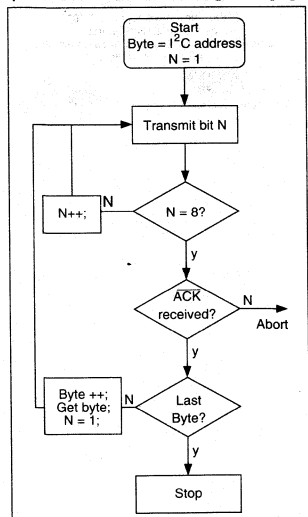 Start
Byte = I²C address
N = 1
Transmit bit N
N++;
N
N = 8?
y
ACK
received?
N
Abort
y
Byte ++;
Get byte;
N = 1;
N
Last
Byte?
y
Stop